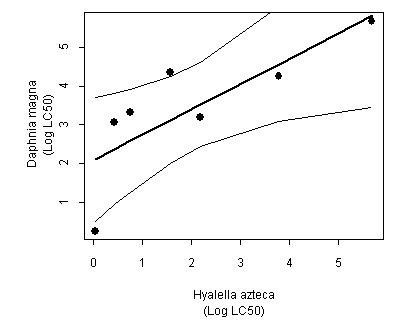 Daphnia magna
(Log LC50)
5
4
3
2
1
0 1 2 3 4 5
Hyalella azteca
(Log LC50)